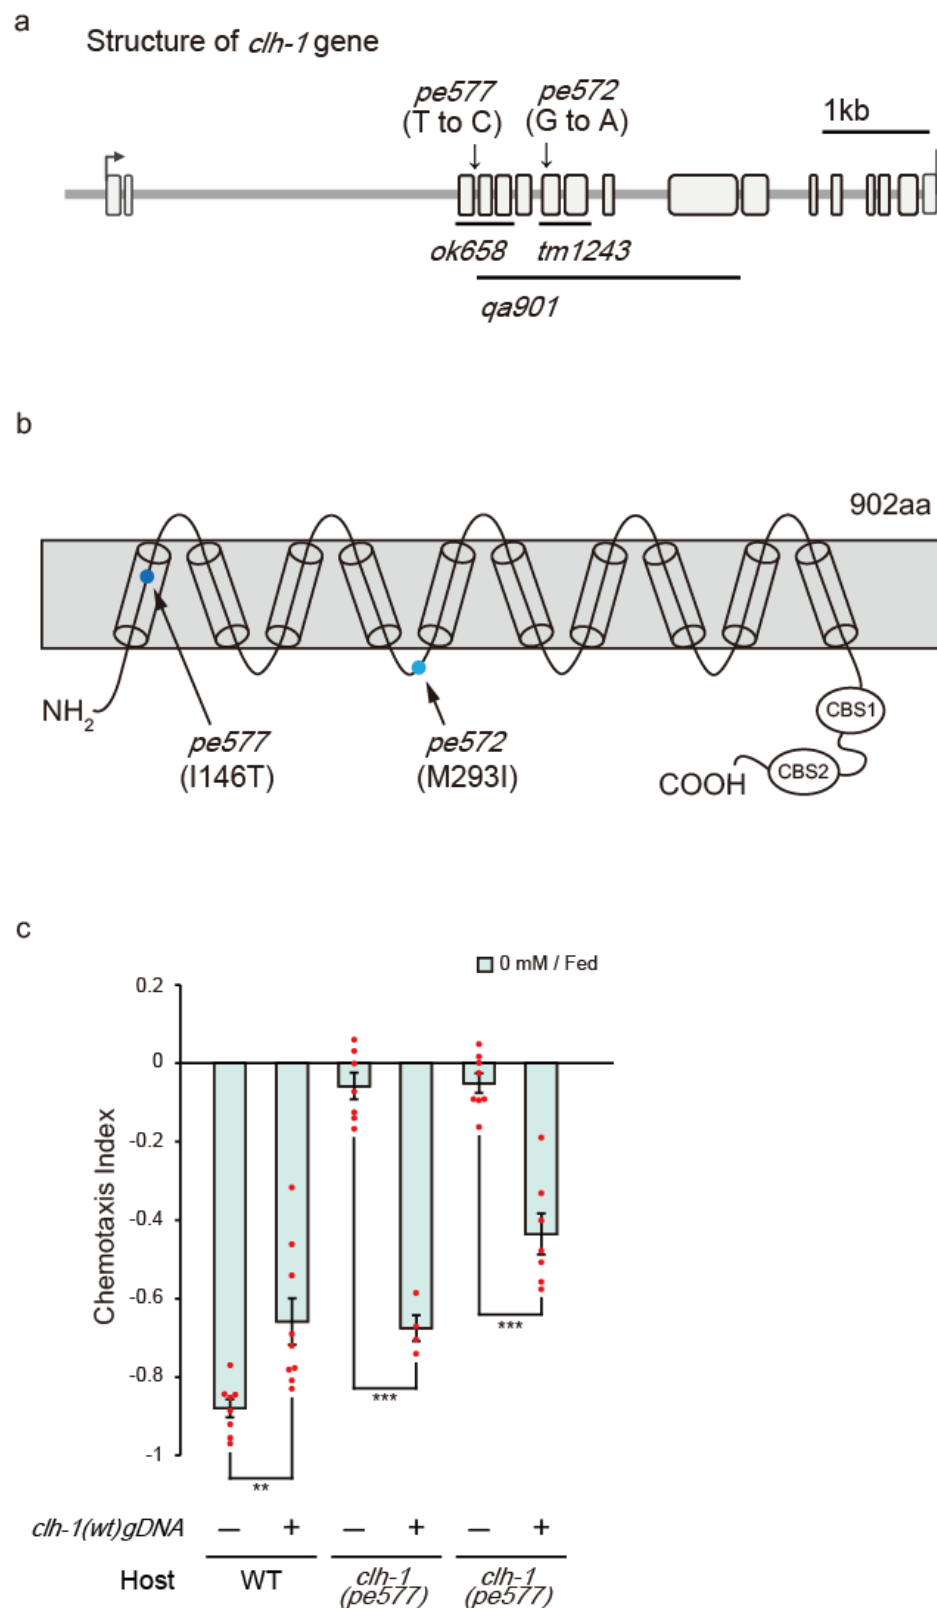 a
Structure of clh-1 gene
pe577 pe572
(T to C) (G to A)
1kb
ok658 tm1243
qa901
b
902aa
NH2
CBS1
CBS2
COOH
pe577 pe572
(I146T) (M293I)
c
0 mM / Fed
Chemotaxis Index
0.2
0
-0.2
-0.4
-0.6
-0.8
-1
***
***
**
clh-1(wt)gDNA — + — + — +
Host WT clh-1 clh-1
(pe577) (pe577)